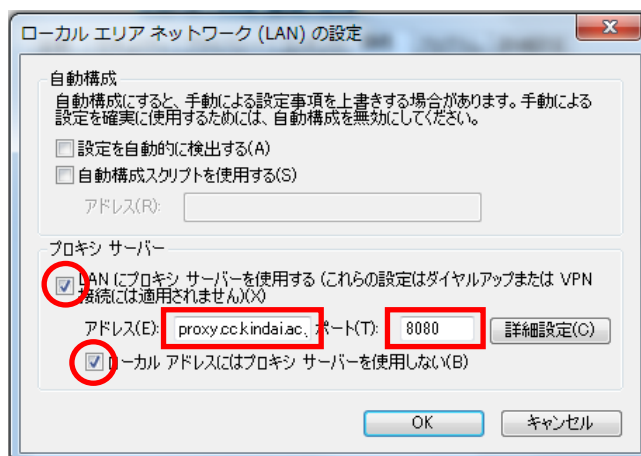 ローカル エリア ネットワーク (LAN) の設定
自動構成
自動構成にすると、手動による設定事項を上書きする場合があります。手動による
設定を確実に使用するためには、自動構成を無効にしてください。
設定を自動的に検出する(A)
自動構成スクリプトを使用する(S)
アドレス(R):
プロキシ サーバー
LAN にプロキシ サーバーを使用する (これらの設定はダイヤルアップまたは VPN
接続には適用されません)(X)
アドレス(E): proxy.cc.kindai.ac. ポート(T): 8080 詳細設定(C)
ローカル アドレスにはプロキシ サーバーを使用しない(B)
OK キャンセル